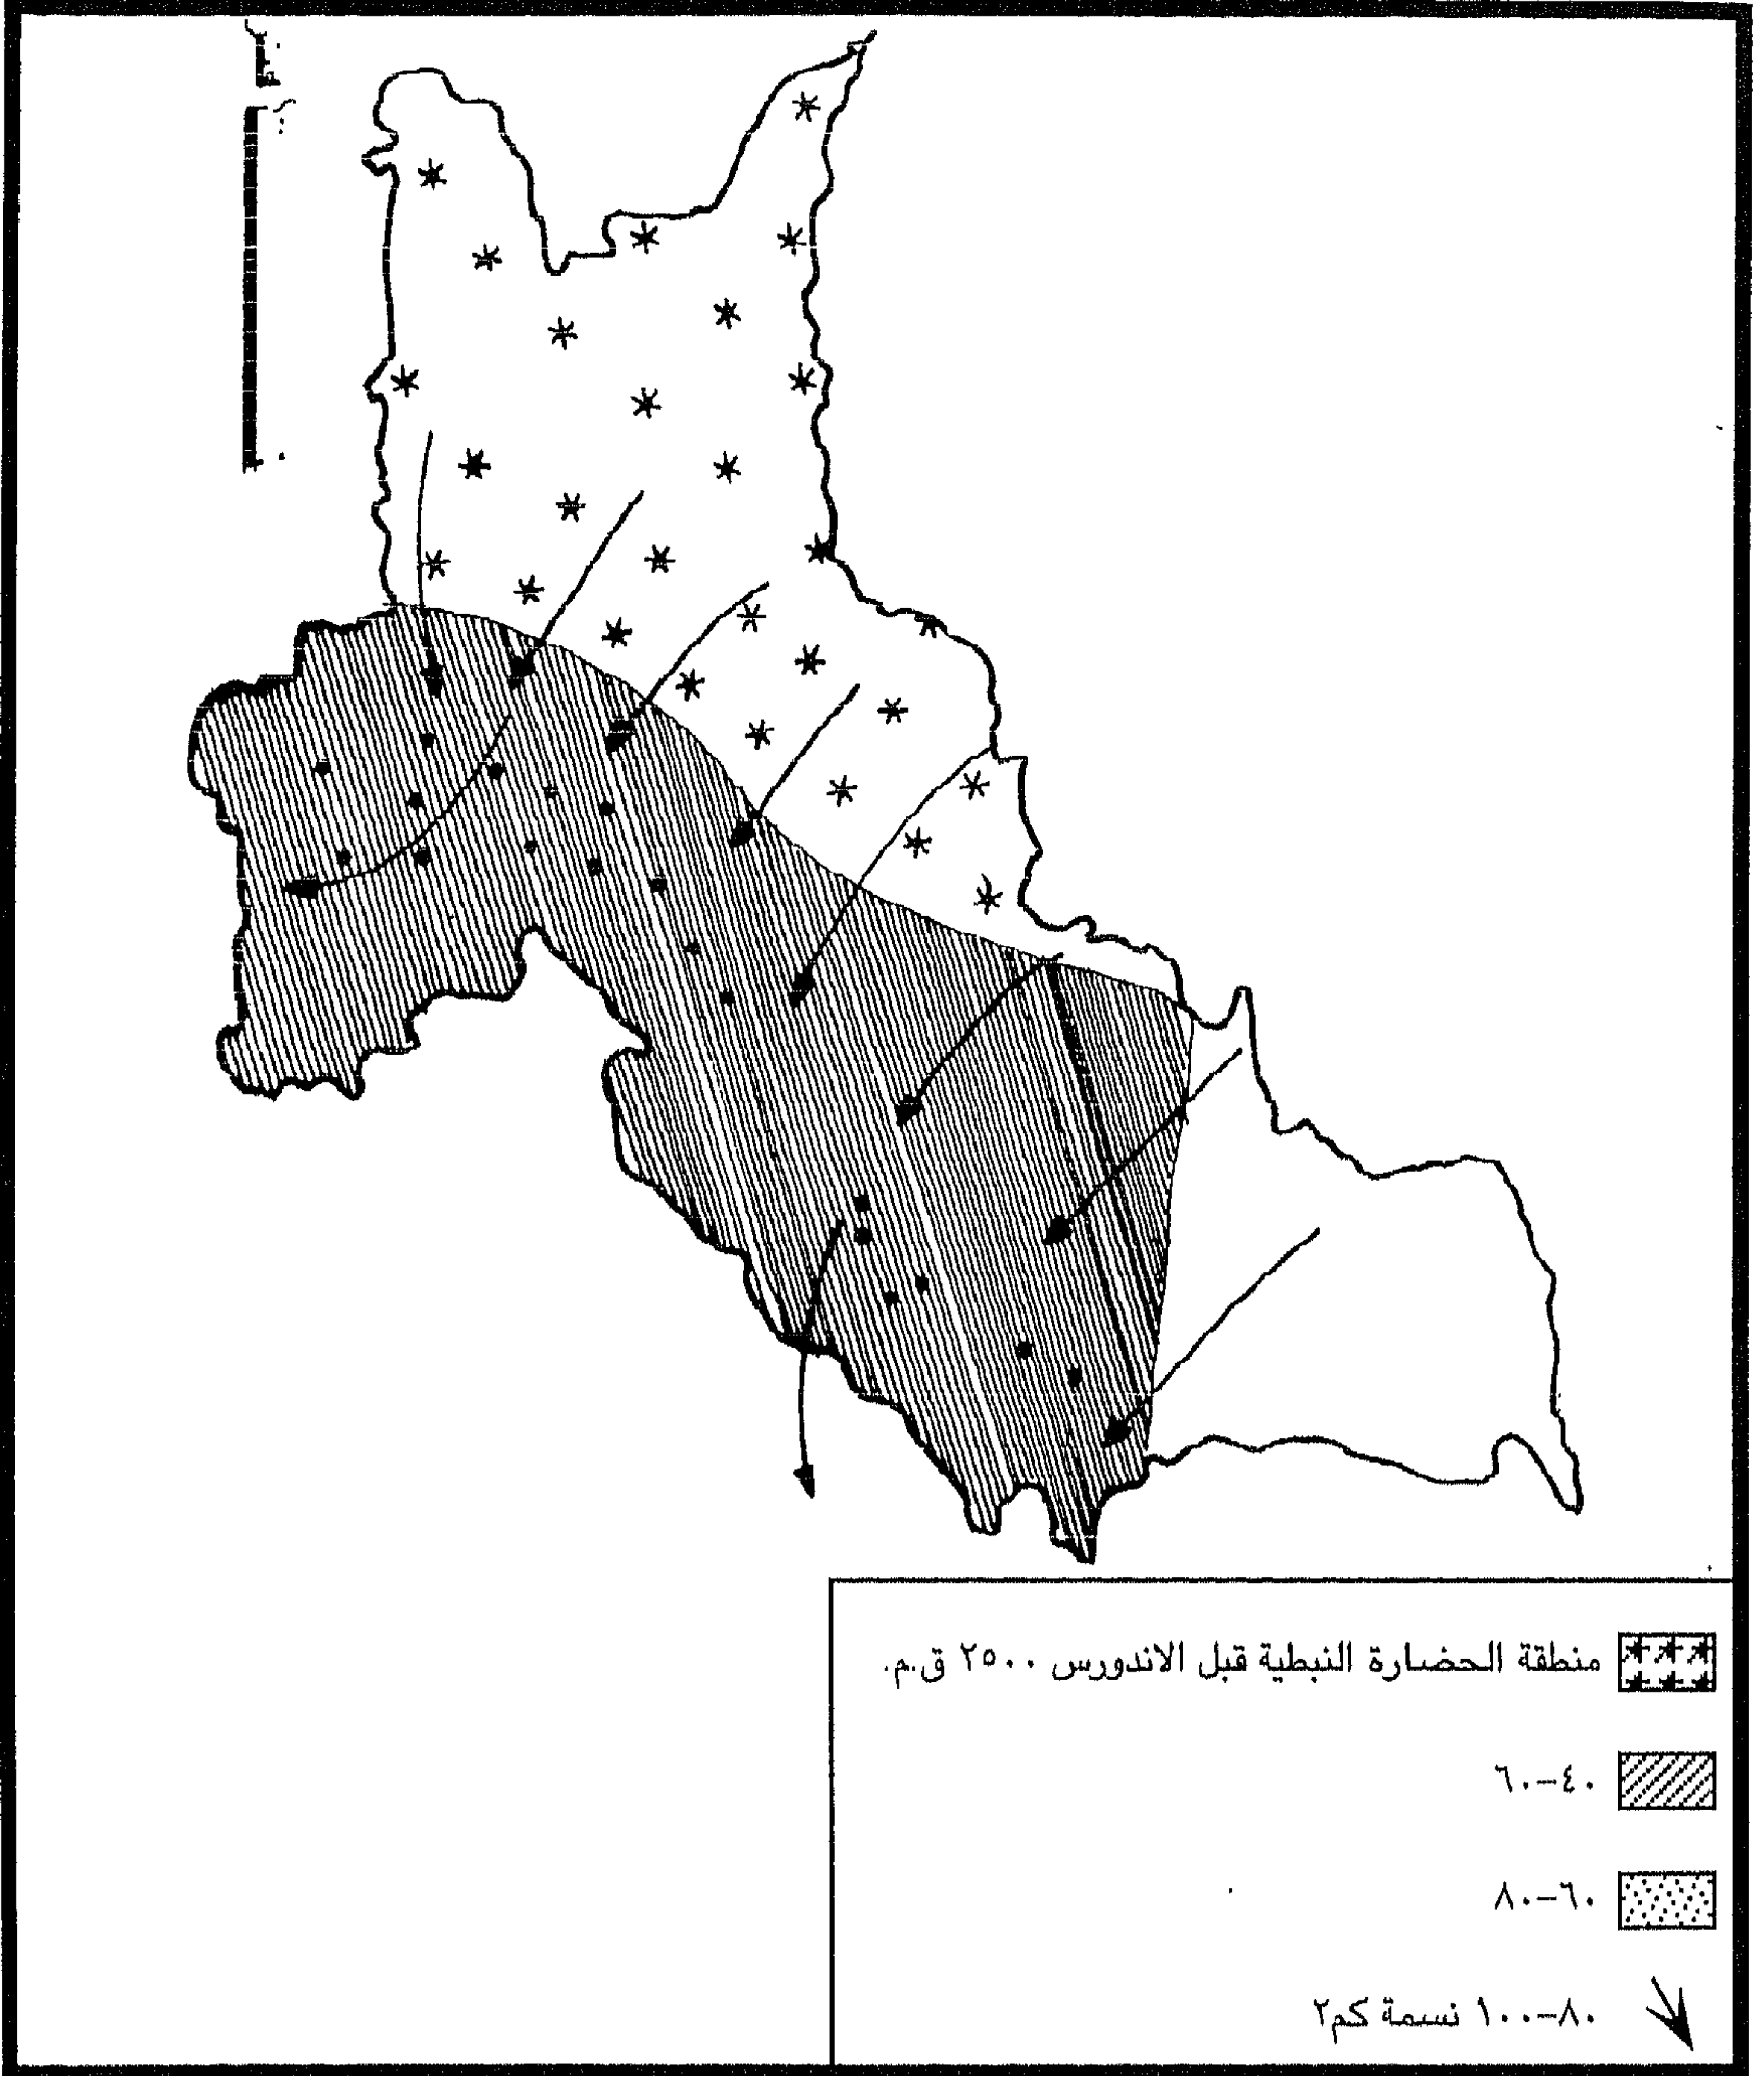 منطقة الحضارة النبطية قبل الاندورس ٢٥٠٠ ق.م.
٤٠-٦٠
٦٠-٨٠
٨٠-١٠٠ نسمة كم٢